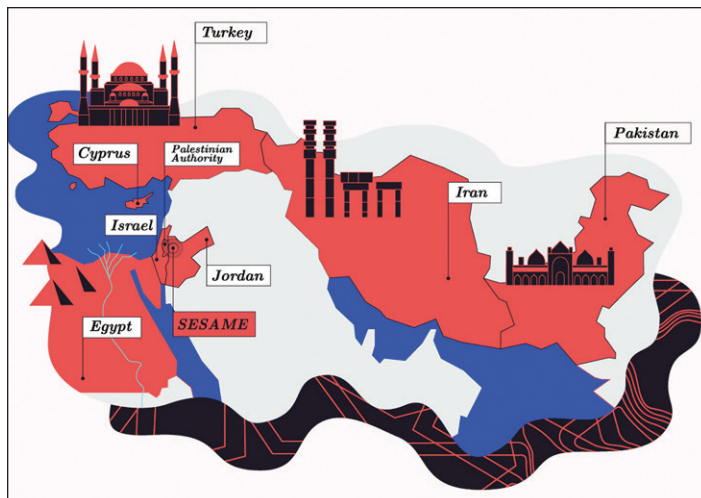 Turkey
Pakistan
Cyprus
Palestinian
Authority
Iran
Israel
Jordan
Egypt
SESAME